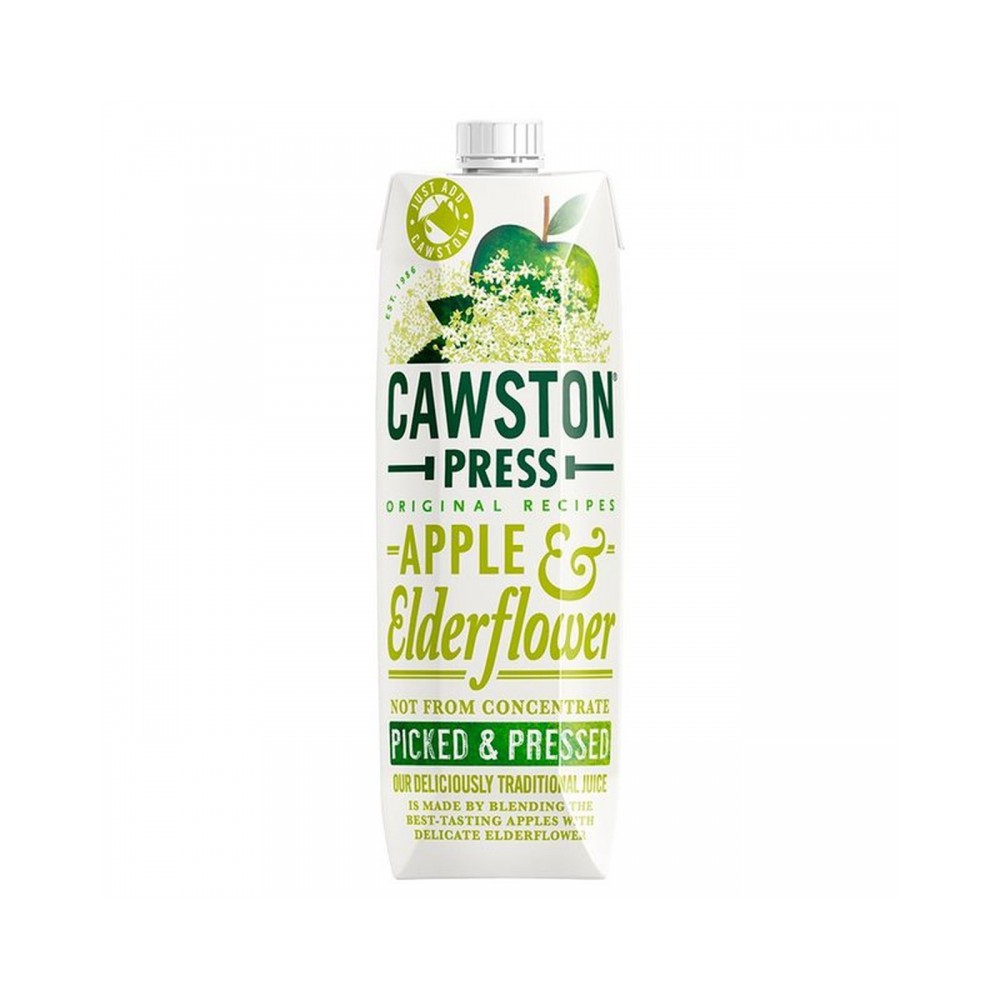 JUST ADD
CAWSTON
EST. 1986
CAWSTON®
PRESS
ORIGINAL RECIPES
APPLE &
Elderflower
NOT FROM CONCENTRATE
PICKED & PRESSED
OUR DELICIOUSLY TRADITIONAL JUICE
IS MADE BY BLENDING THE
BEST-TASTING APPLES WITH
DELICATE ELDERFLOWER